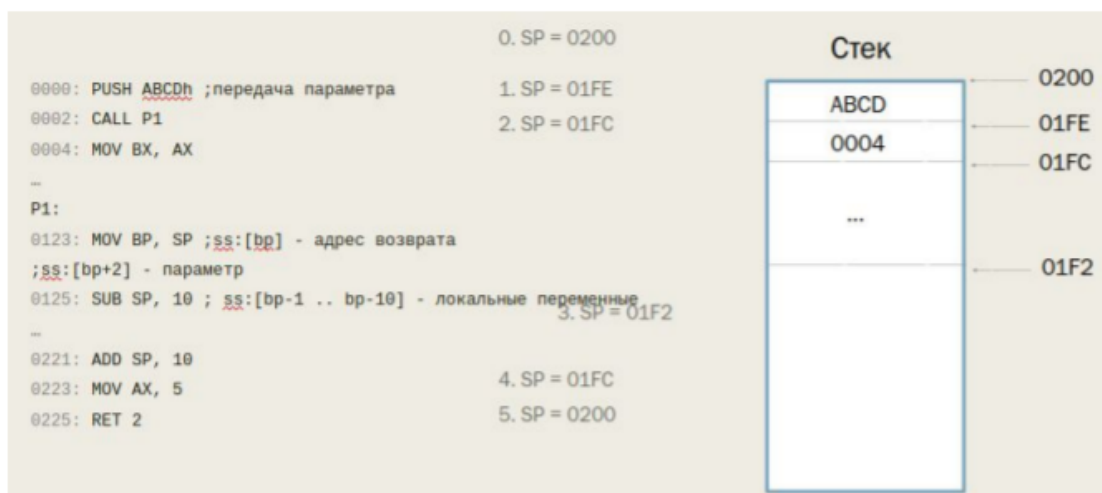 0. SP = 0200
0000: PUSH ABCDh ;передача параметра
1. SP = 01FE
0002: CALL P1
2. SP = 01FC
0004: MOV BX, AX
…
P1:
0123: MOV BP, SP ;ss:[bp] - адрес возврата
;ss:[bp+2] - параметр
0125: SUB SP, 10 ; ss:[bp-1 .. bp-10] - локальные переменные
3. SP = 01F2
…
0221: ADD SP, 10
0223: MOV AX, 5
4. SP = 01FC
0225: RET 2
5. SP = 0200
Стек
0200
ABCD
01FE
0004
01FC
...
01F2